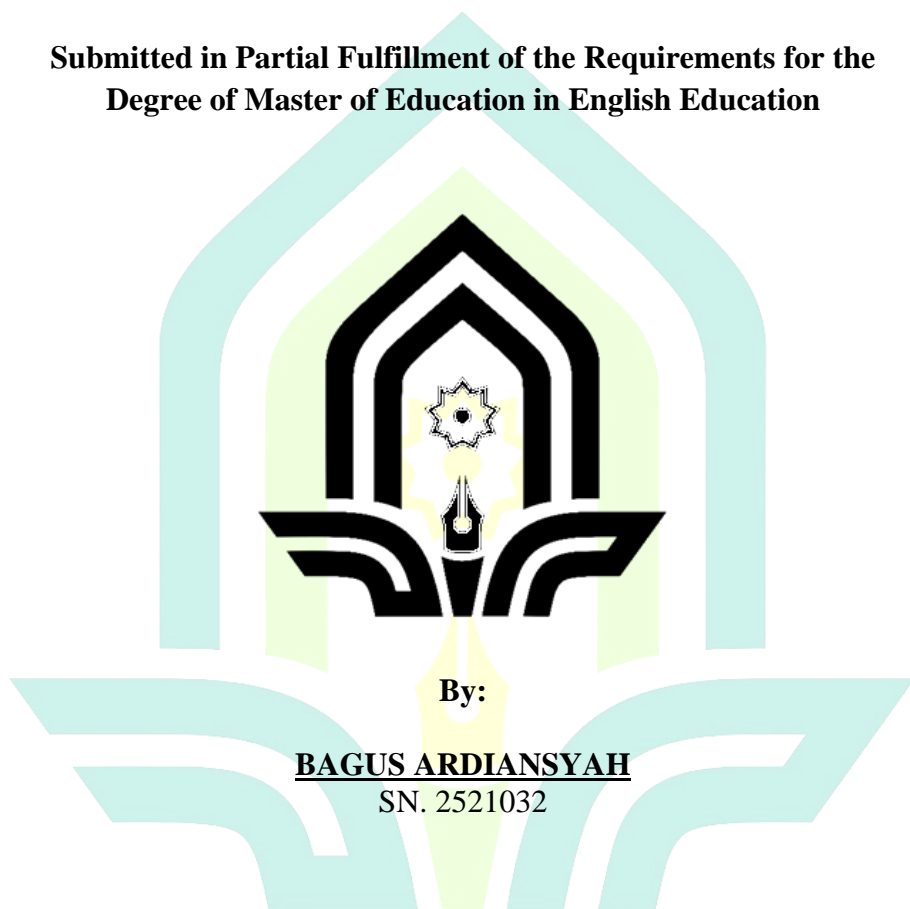 Submitted in Partial Fulfillment of the Requirements for the
Degree of Master of Education in English Education
By:
BAGUS ARDIANSYAH
SN. 2521032